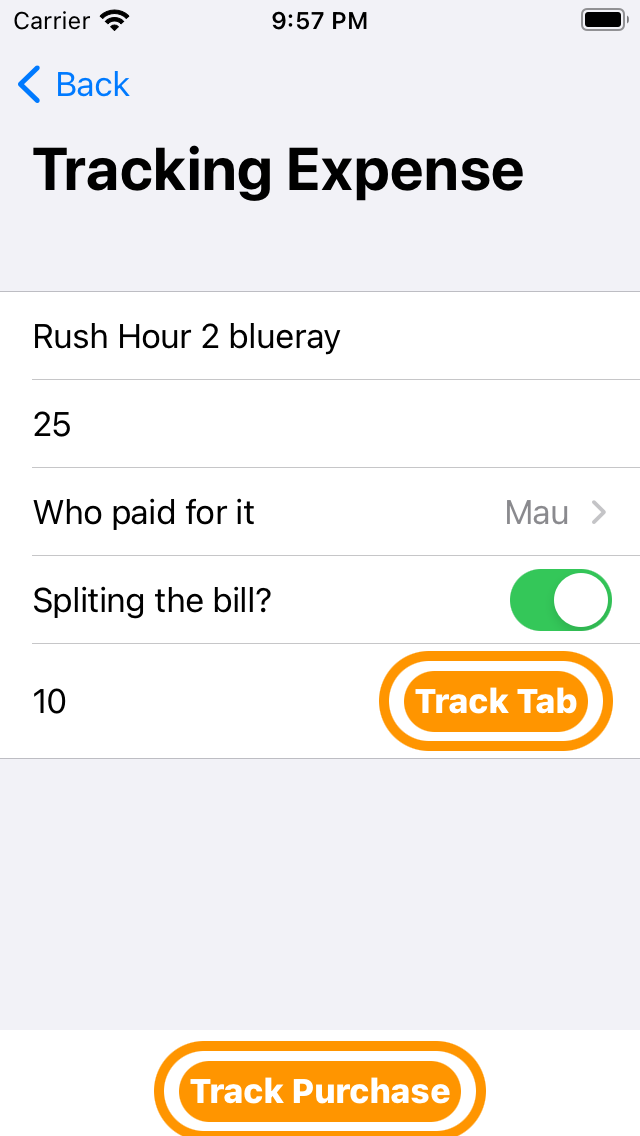 Carrier 9:57 PM
Back
Tracking Expense
Rush Hour 2 blueray
25
Who paid for it Mau
Spliting the bill?
10 Track Tab
Track Purchase